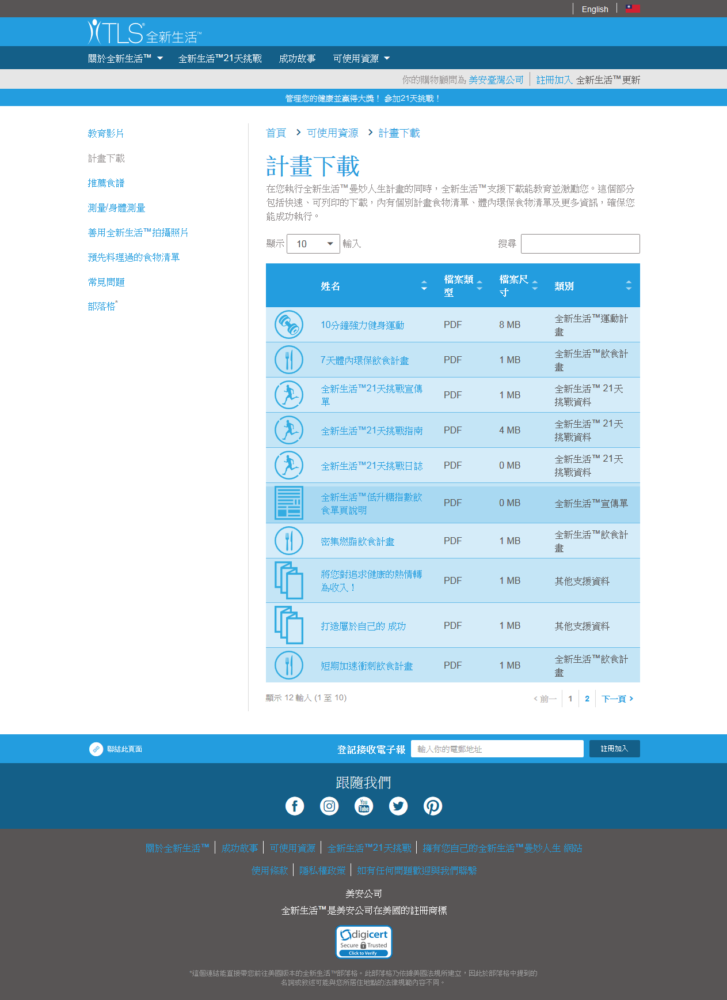 English
TLS® 全新生活™
關於全新生活™ 全新生活™21天挑戰 成功故事 可使用資源
你的購物顧問為 美安臺灣公司 註冊加入 全新生活™更新
管理您的健康並贏得大獎！ 參加21天挑戰！
教育影片
計畫下載
推薦食譜
測量/身體測量
善用全新生活™拍攝照片
預先料理過的食物清單
常見問題
部落格*
首頁 可使用資源 計畫下載
計畫下載
在您執行全新生活™曼妙人生計畫的同時，全新生活™支援下載能教育並激勵您。這個部分
包括快速、可列印的下載，內有個別計畫食物清單、體內環保食物清單及更多資訊，確保您
能成功執行。
顯示 10 輸入 搜尋
姓名 檔案類型 檔案尺寸 類別
10分鐘強力健身運動 PDF 8 MB 全新生活™運動計畫
7天體內環保飲食計畫 PDF 1 MB 全新生活™飲食計畫
全新生活™21天挑戰宣傳單 PDF 1 MB 全新生活™ 21天挑戰資料
全新生活™21天挑戰指南 PDF 4 MB 全新生活™ 21天挑戰資料
全新生活™21天挑戰日誌 PDF 0 MB 全新生活™ 21天挑戰資料
全新生活™低升糖指數飲食單頁說明 PDF 0 MB 全新生活™宣傳單
密集燃脂飲食計畫 PDF 1 MB 全新生活™飲食計畫
將您對追求健康的熱情轉為收入！ PDF 1 MB 其他支援資料
打造屬於自己的 成功 PDF 1 MB 其他支援資料
短期加速衝刺飲食計畫 PDF 1 MB 全新生活™飲食計畫
顯示 12 輸入 (1 至 10) 前一 1 2 下一頁
聯結此頁面 登記接收電子報 輸入你的電郵地址 註冊加入
跟隨我們
You Tube
關於全新生活™ 成功故事 可使用資源 全新生活™21天挑戰 擁有您自己的全新生活™曼妙人生 網站
使用條款 隱私權政策 如有任何問題歡迎與我們聯繫
美安公司
全新生活™是美安公司在美國的註冊商標
digicert
Secure Trusted
Click to Verify
*這個連結能直接帶您前往美國版本的全新生活™部落格。此部落格乃依據美國法規所建立，因此於部落格中提到的
名詞或敘述可能與您所居住地點的法律規範內容不同。